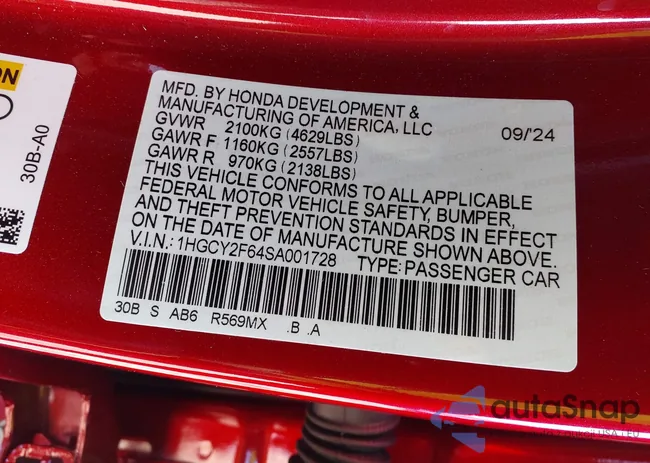 ON
30B-A0
MFD. BY HONDA DEVELOPMENT &
MANUFACTURING OF AMERICA, LLC
09/'24
GVWR 2100KG (4629LBS)
GAWR F 1160KG (2557LBS)
GAWR R 970KG (2138LBS)
THIS VEHICLE CONFORMS TO ALL APPLICABLE
FEDERAL MOTOR VEHICLE SAFETY, BUMPER,
AND THEFT PREVENTION STANDARDS IN EFFECT
ON THE DATE OF MANUFACTURE SHOWN ABOVE.
V.I.N.: 1HGCY2F64SA001728 TYPE: PASSENGER CAR
30B S AB6 R569MX .B .A
autaSnap